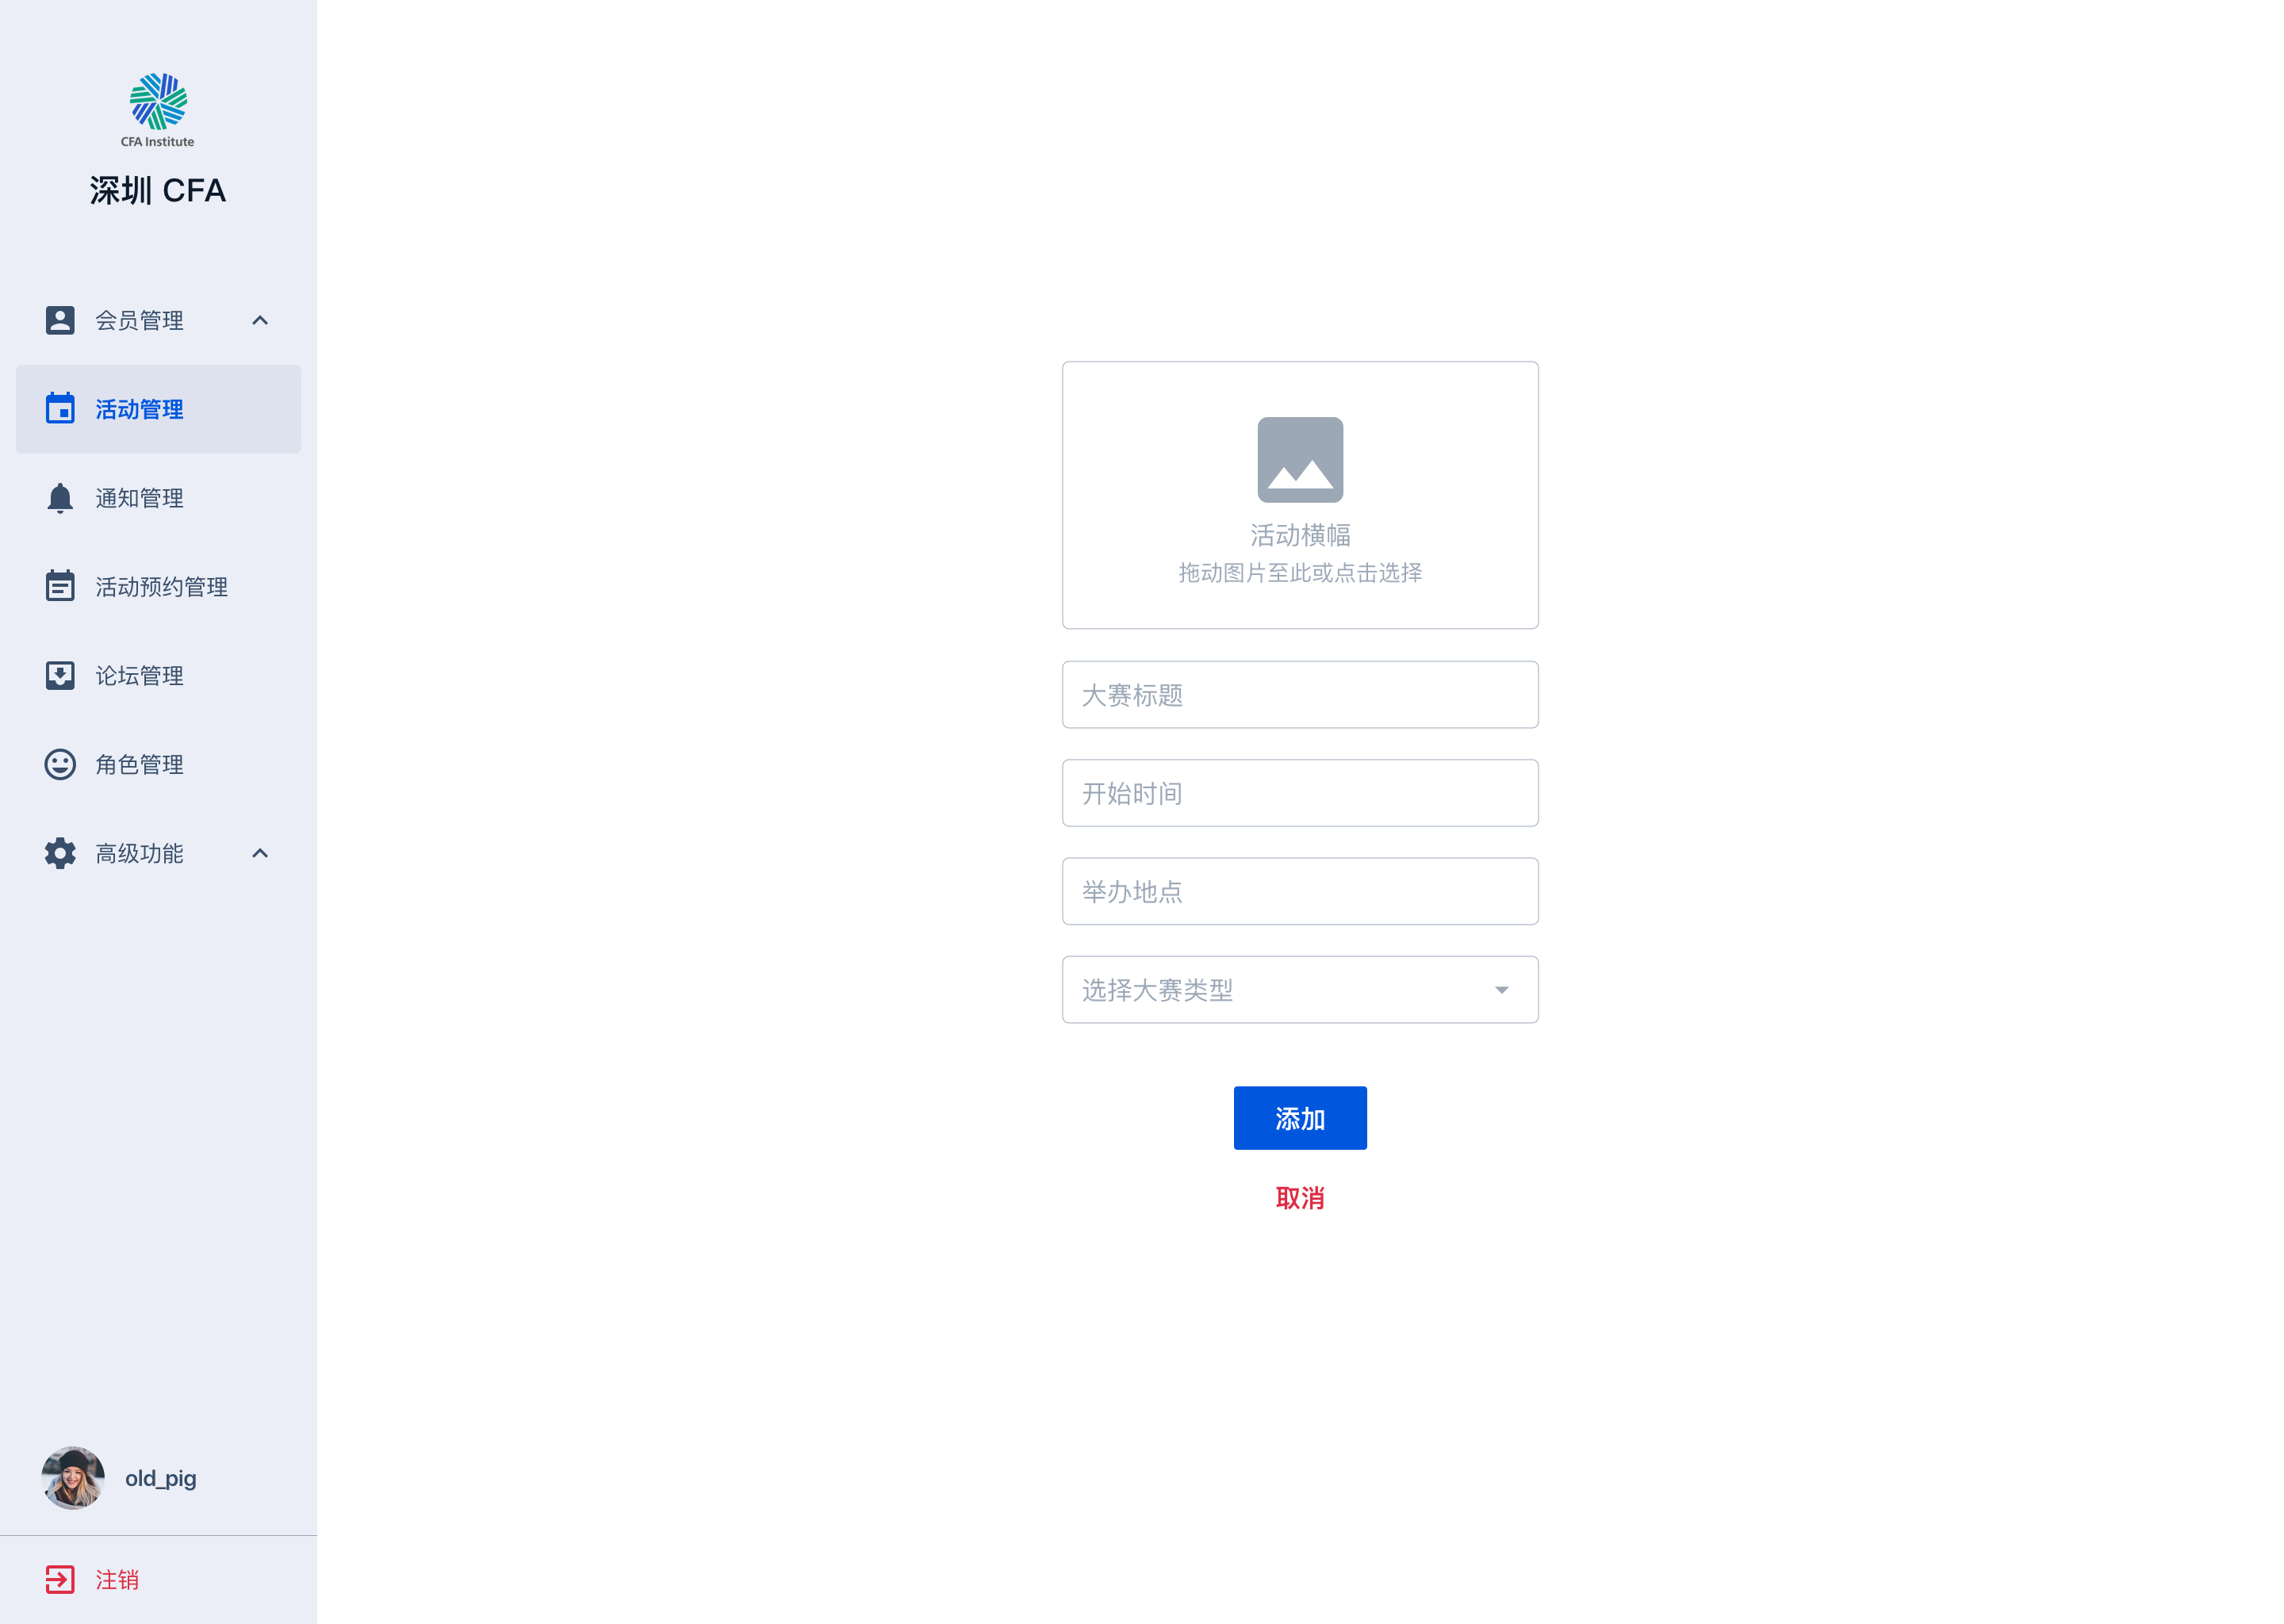 CFA Institute
深圳 CFA
会员管理
活动管理
通知管理
活动预约管理
论坛管理
角色管理
高级功能
old_pig
注销
活动横幅
拖动图片至此或点击选择
大赛标题
开始时间
举办地点
选择大赛类型
添加
取消